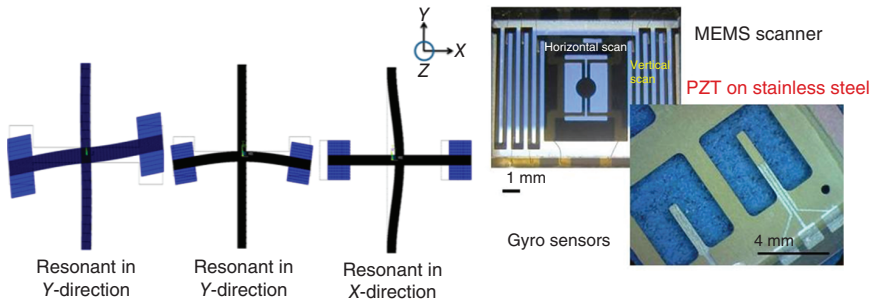 Y
X
Z
Resonant in
Y-direction
Resonant in
Y-direction
Resonant in
X-direction
Horizontal scan
Vertical
scan
MEMS scanner
PZT on stainless steel
1 mm
Gyro sensors
4 mm